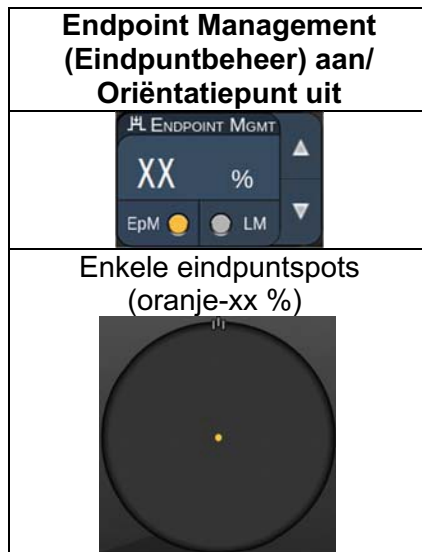 Endpoint Management
(Eindpuntbeheer) aan/
Oriëntatiepunt uit
ENDPOINT MGMT
XX %
EpM LM
Enkele eindpuntspots
(oranje-xx %)